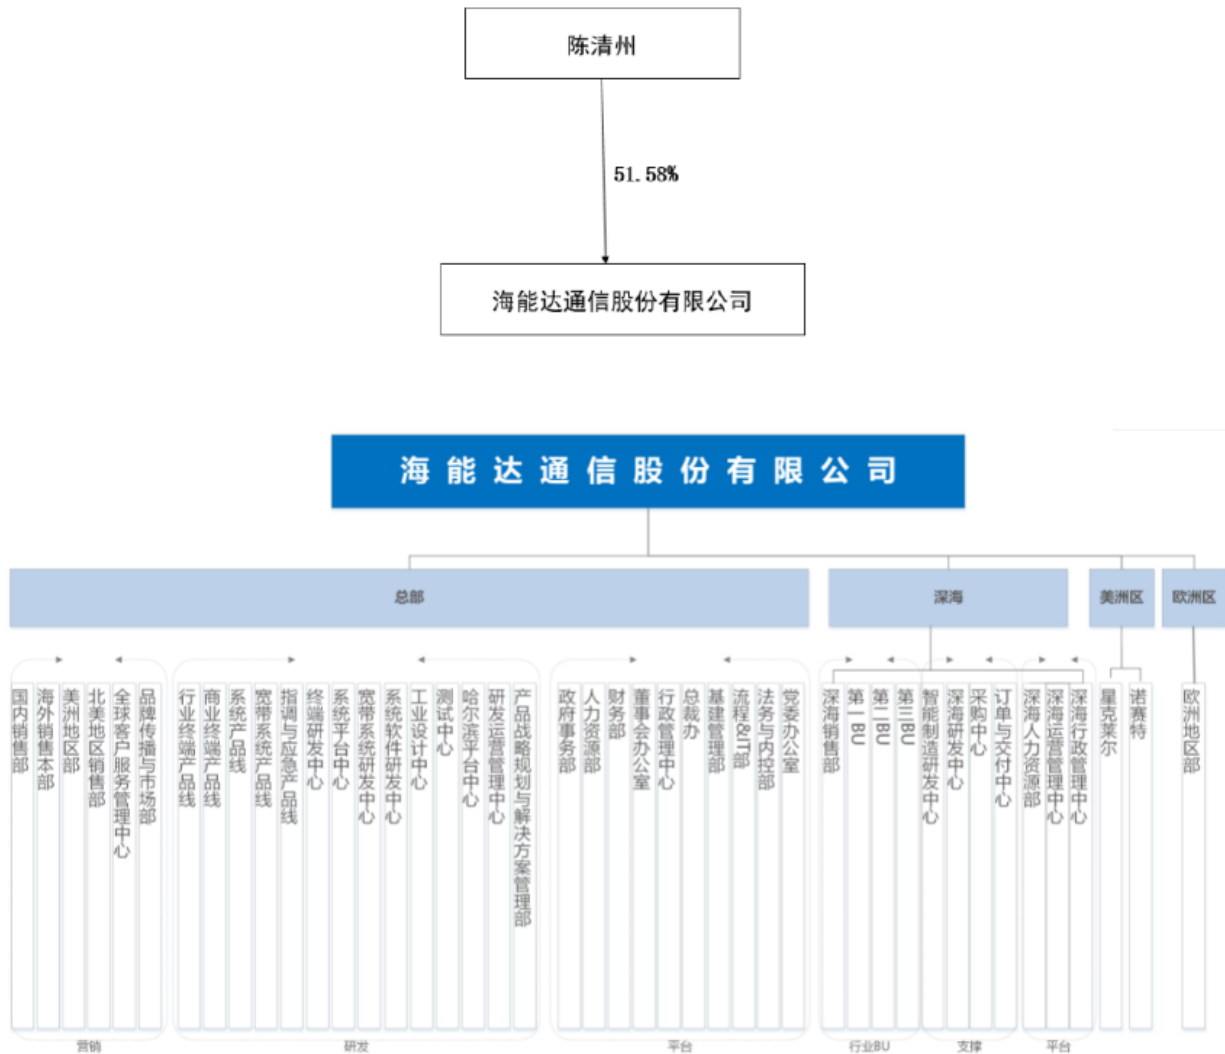 陈清州
51.58%
海能达通信股份有限公司
海能达通信股份有限公司
总部
深海
美洲区
欧洲区
国内销售部
海外销售本部
美洲地区部
北美地区销售部
全球客户服务管理中心
品牌传播与市场部
行业终端产品线
商业终端产品线
系统产品线
宽带系统产品线
指调与应急产品线
终端研发中心
系统平台中心
宽带系统研发中心
系统软件研发中心
工业设计中心
测试中心
哈尔滨平台中心
研发运营管理中心
产品战略规划与解决方案管理部
政府事务部
人力资源部
财务部
董事会办公室
行政管理中心
总裁办
基建管理部
流程&IT部
法务与内控部
党委办公室
深海销售部
第一BU
第二BU
第三BU
智能制造研发中心
深海研发中心
采购中心
订单与交付中心
深海人力资源部
深海运营管理中心
深海行政管理中心
星克莱尔
诺赛特
欧洲地区部
营销
研发
平台
行业BU
支撑
平台